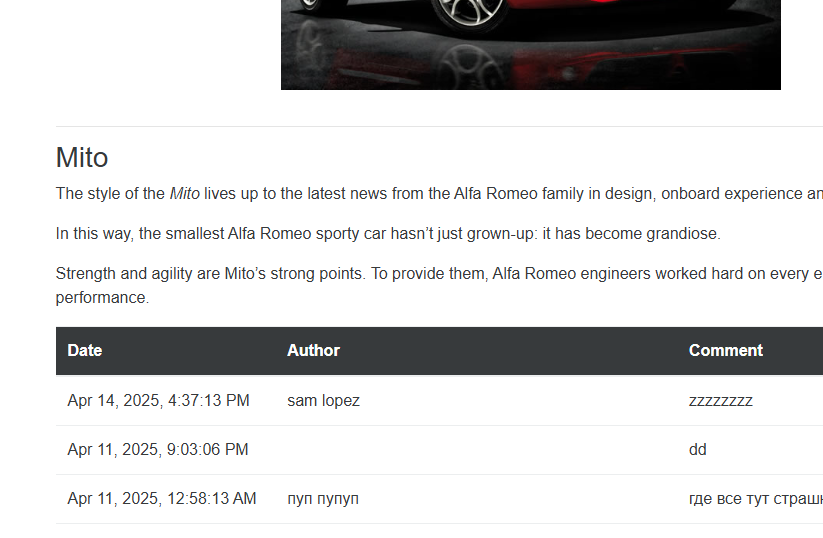 Mito
The style of the Mito lives up to the latest news from the Alfa Romeo family in design, onboard experience
In this way, the smallest Alfa Romeo sporty car hasn’t just grown-up: it has become grandiose.
Strength and agility are Mito’s strong points. To provide them, Alfa Romeo engineers worked hard on every
performance.
Date Author Comment
Apr 14, 2025, 4:37:13 PM sam lopez zzzzzzzz
Apr 11, 2025, 9:03:06 PM dd
Apr 11, 2025, 12:58:13 AM пуп пупуп где все тут